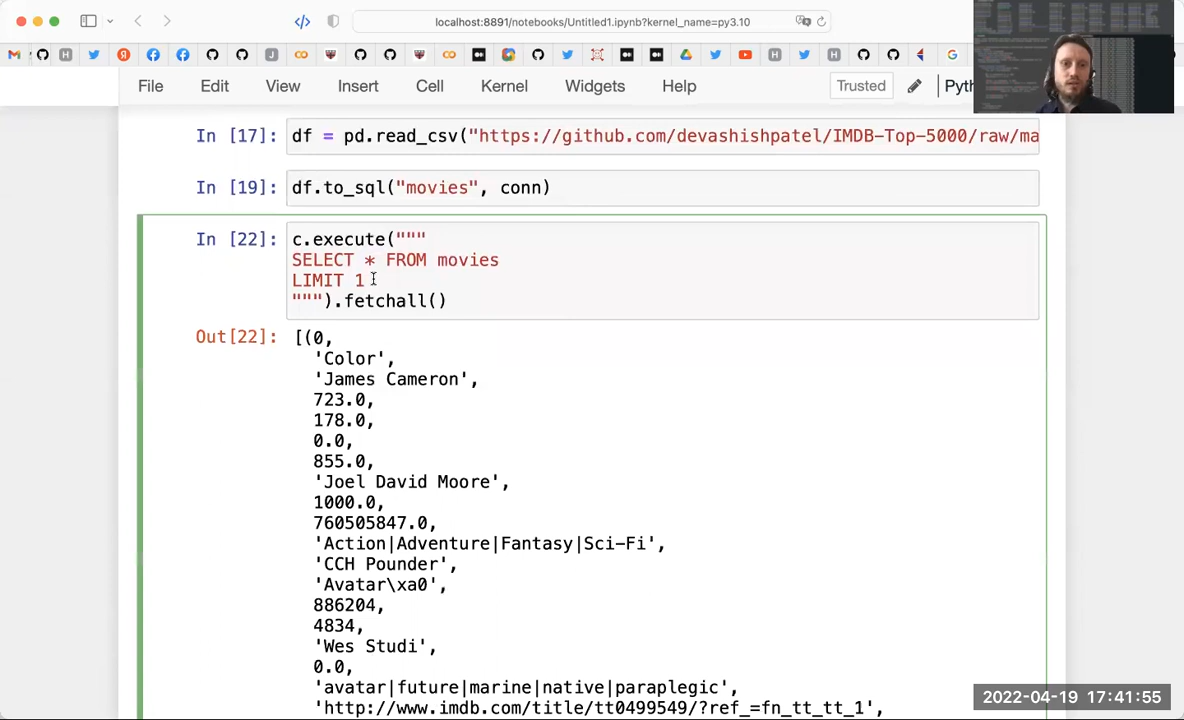 localhost:8891/notebooks/Untitled1.ipynb?kernel_name=py3.10
File Edit View Insert Cell Kernel Widgets Help Trusted Pyth
In [17]: df = pd.read_csv("https://github.com/devashishpatel/IMDB-Top-5000/raw/ma
In [19]: df.to_sql("movies", conn)
In [22]: c.execute("""
SELECT * FROM movies
LIMIT 1
""").fetchall()
Out[22]: [(0,
'Color',
'James Cameron',
723.0,
178.0,
0.0,
855.0,
'Joel David Moore',
1000.0,
760505847.0,
'Action|Adventure|Fantasy|Sci-Fi',
'CCH Pounder',
'Avatar\xa0',
886204,
4834,
'Wes Studi',
0.0,
'avatar|future|marine|native|paraplegic',
'http://www.imdb.com/title/tt0499549/?ref_=fn_tt_tt_1',
2022-04-19 17:41:55